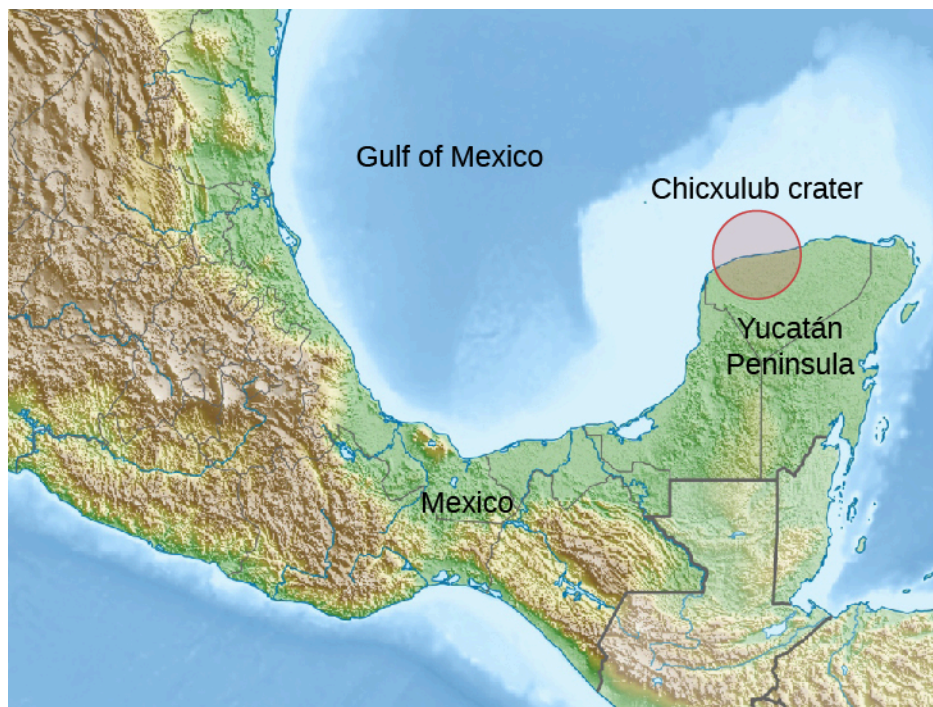 Gulf of Mexico
Chicxulub crater
Yucatán
Peninsula
Mexico